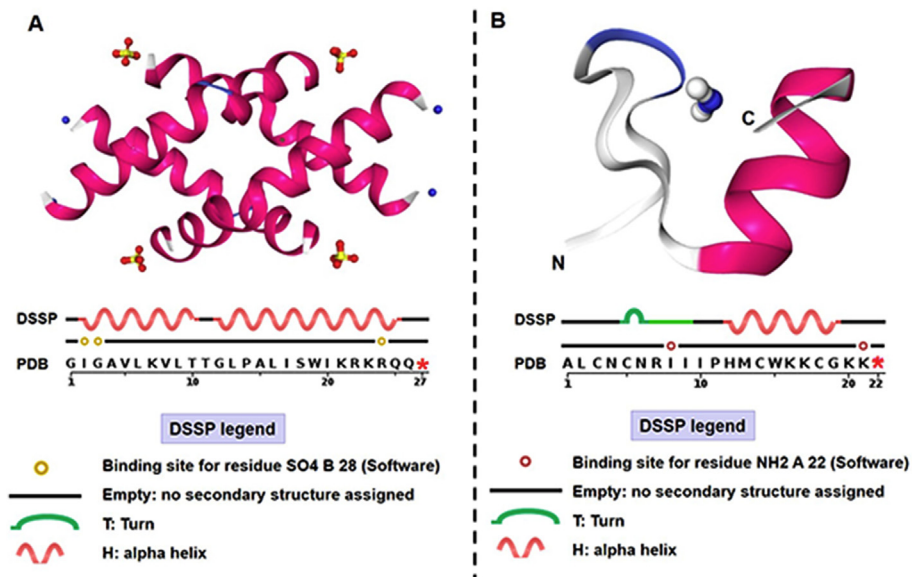 A
DSSP
PDB
GIGAVLKVLTTGLPALISWIKRKRQQ*
1 10 20 27
DSSP legend
Binding site for residue SO4 B 28 (Software)
Empty: no secondary structure assigned
T: Turn
H: alpha helix
B
C
N
DSSP
PDB
ALCNCNRIIIPHMCWKKCGKK*
1 10 20 22
DSSP legend
Binding site for residue NH2 A 22 (Software)
Empty: no secondary structure assigned
T: Turn
H: alpha helix